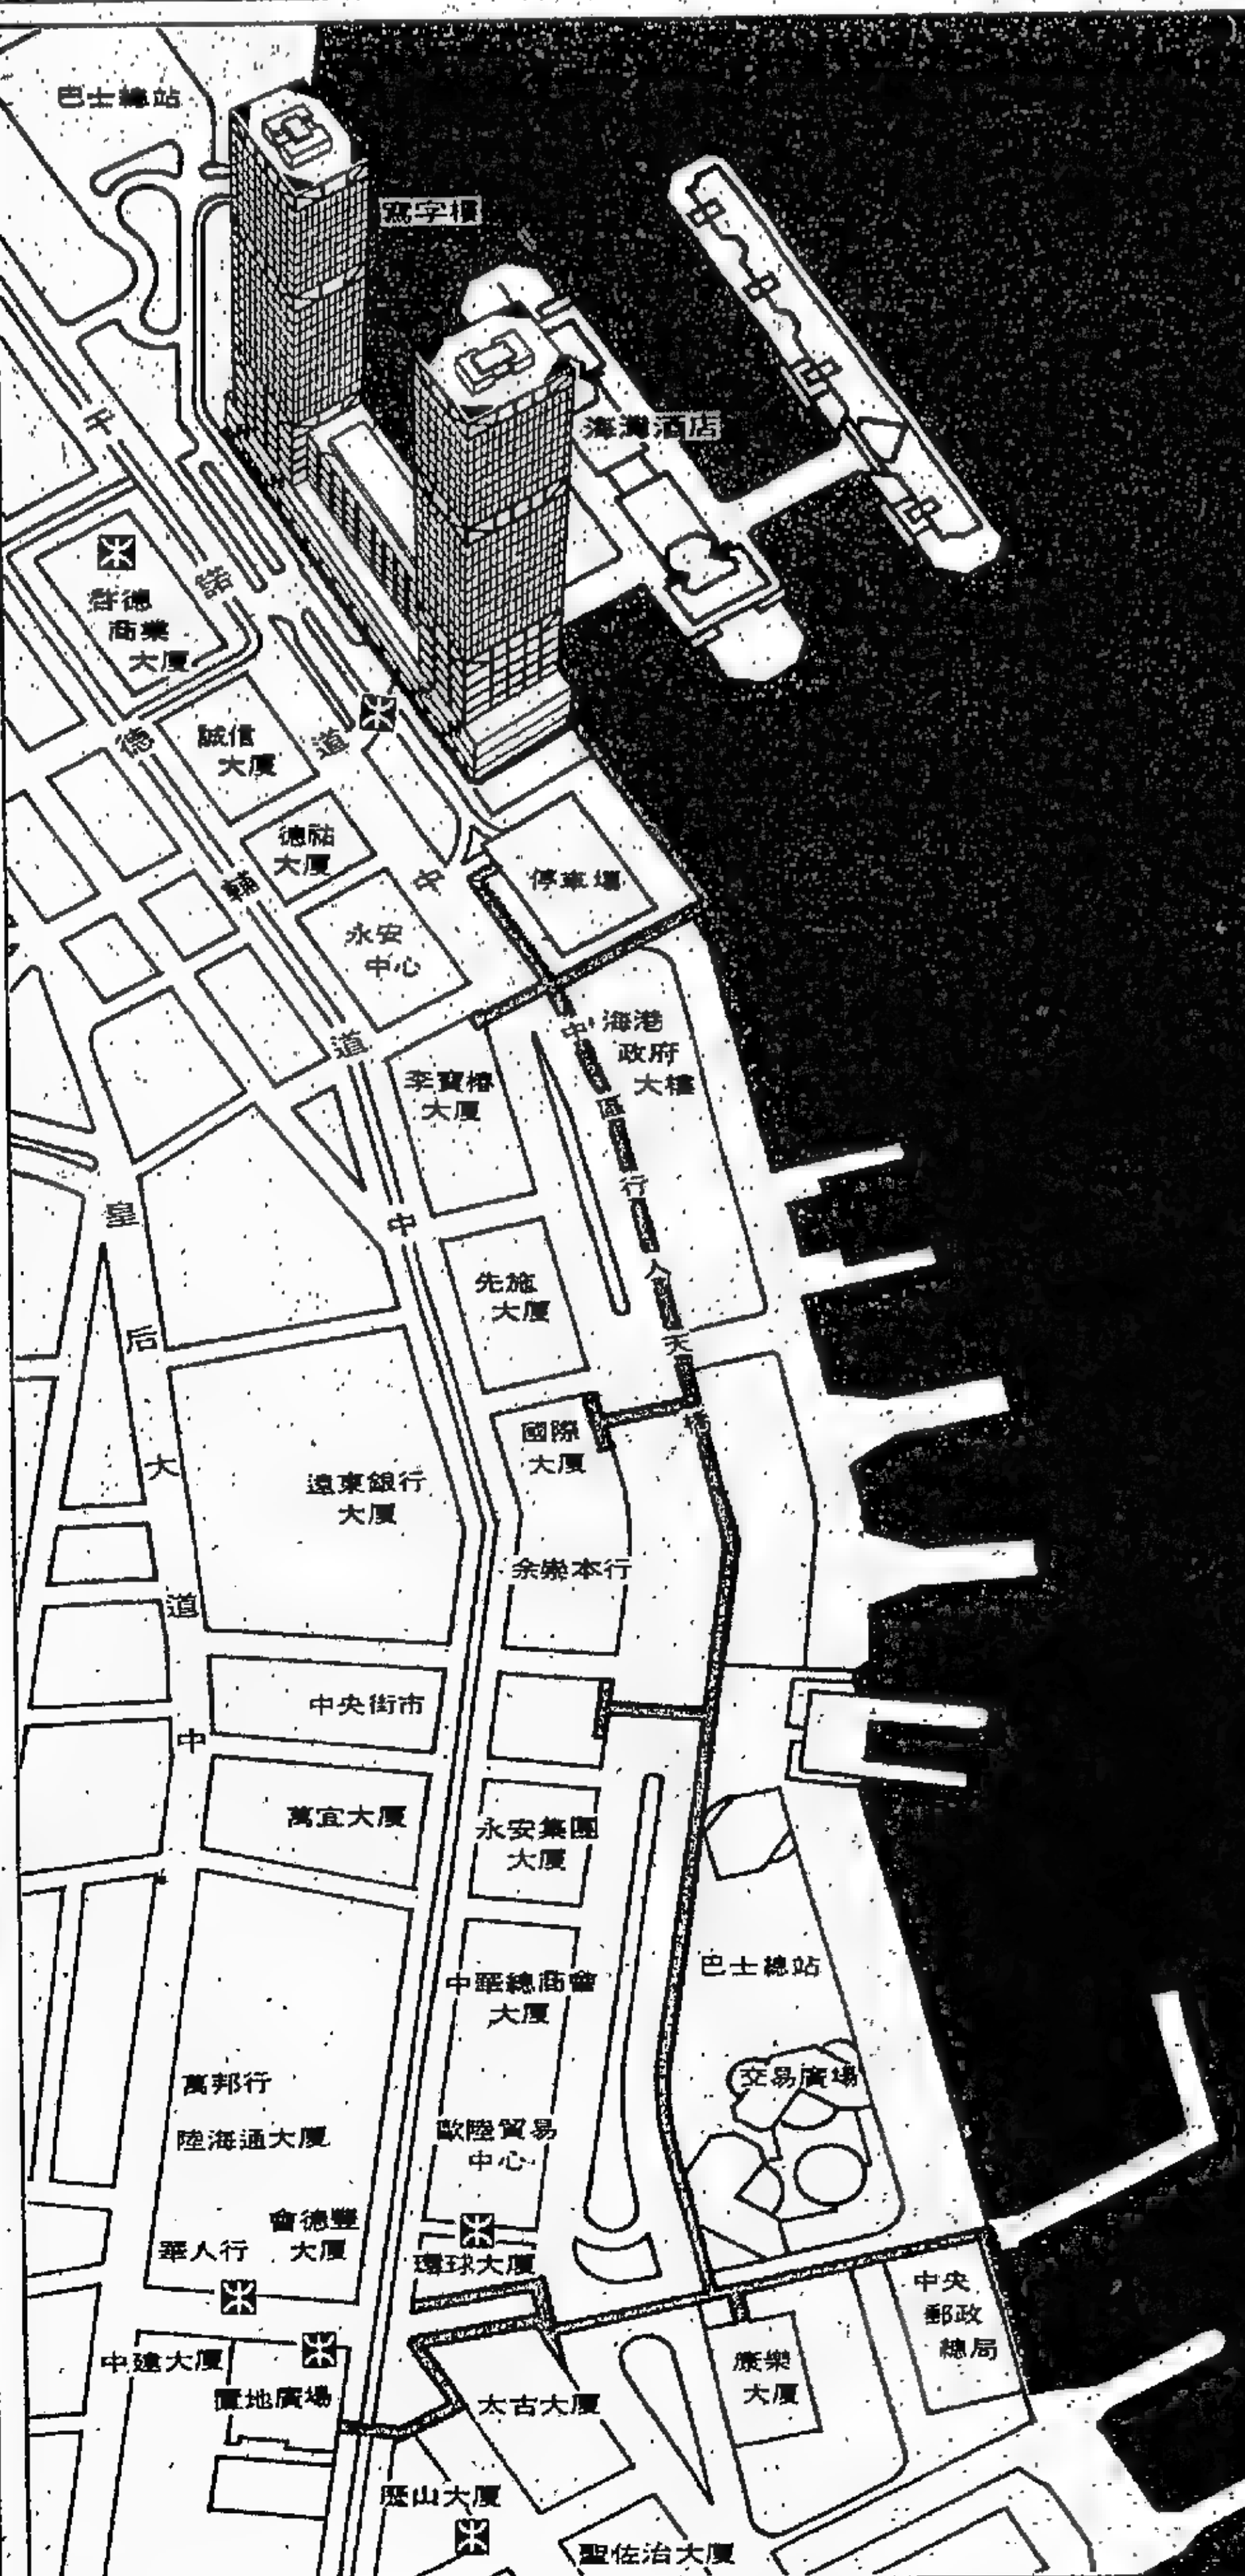 巴士總站
寫字樓
海灣酒店
干
諾
道
中
信德
商業
大厦
誠信
大厦
德祐
大厦
停車場
永安
中心
德
輔
道
中
海港
政府
大樓
李寶椿
大厦
中
區
行
人
天
橋
先施
大厦
皇
后
大
道
中
國際
大厦
遠東銀行
大厦
余崇本行
中央街市
萬宜大厦
永安集團
大厦
巴士總站
中華總商會
大厦
交易廣場
萬邦行
陸海通大厦
歐陸貿易
中心
會德豐
大厦
華人行
環球大厦
中央
郵政
總局
中建大厦
置地廣場
康樂
大厦
太古大厦
歷山大厦
聖佐治大厦